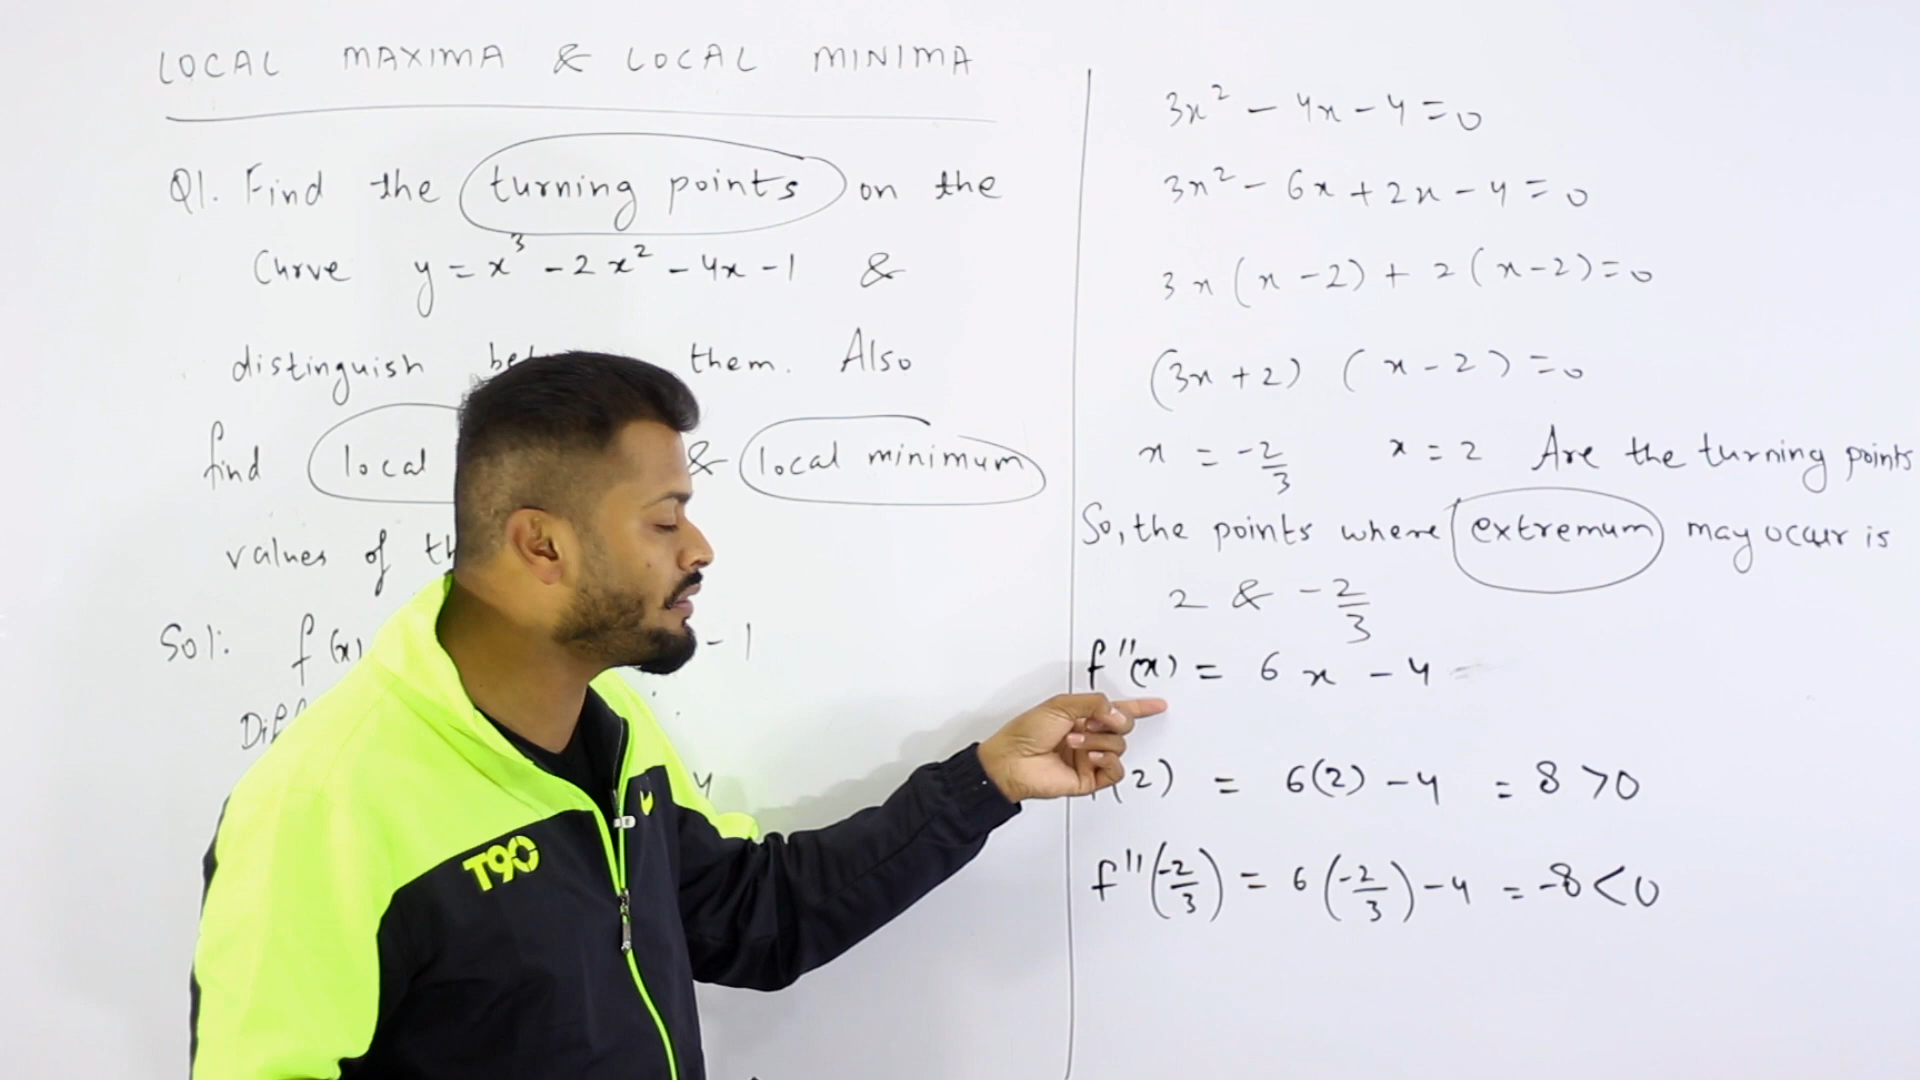 LOCAL MAXIMA & LOCAL MINIMA
Q1. Find the turning points on the
Curve y = x³ - 2x² - 4x - 1 &
distinguish them. Also
find local & local minimum
values of
Sol: f(x) - 1
T90
3x² - 4x - 4 = 0
3x² - 6x + 2x - 4 = 0
3x(x - 2) + 2(x - 2) = 0
(3x + 2) (x - 2) = 0
x = -2/3 x = 2 Are the turning points
So, the points where extremum may occur is
2 & -2/3
f''(x) = 6x - 4
(2) = 6(2) - 4 = 8 > 0
f''(-2/3) = 6(-2/3) - 4 = -8 < 0